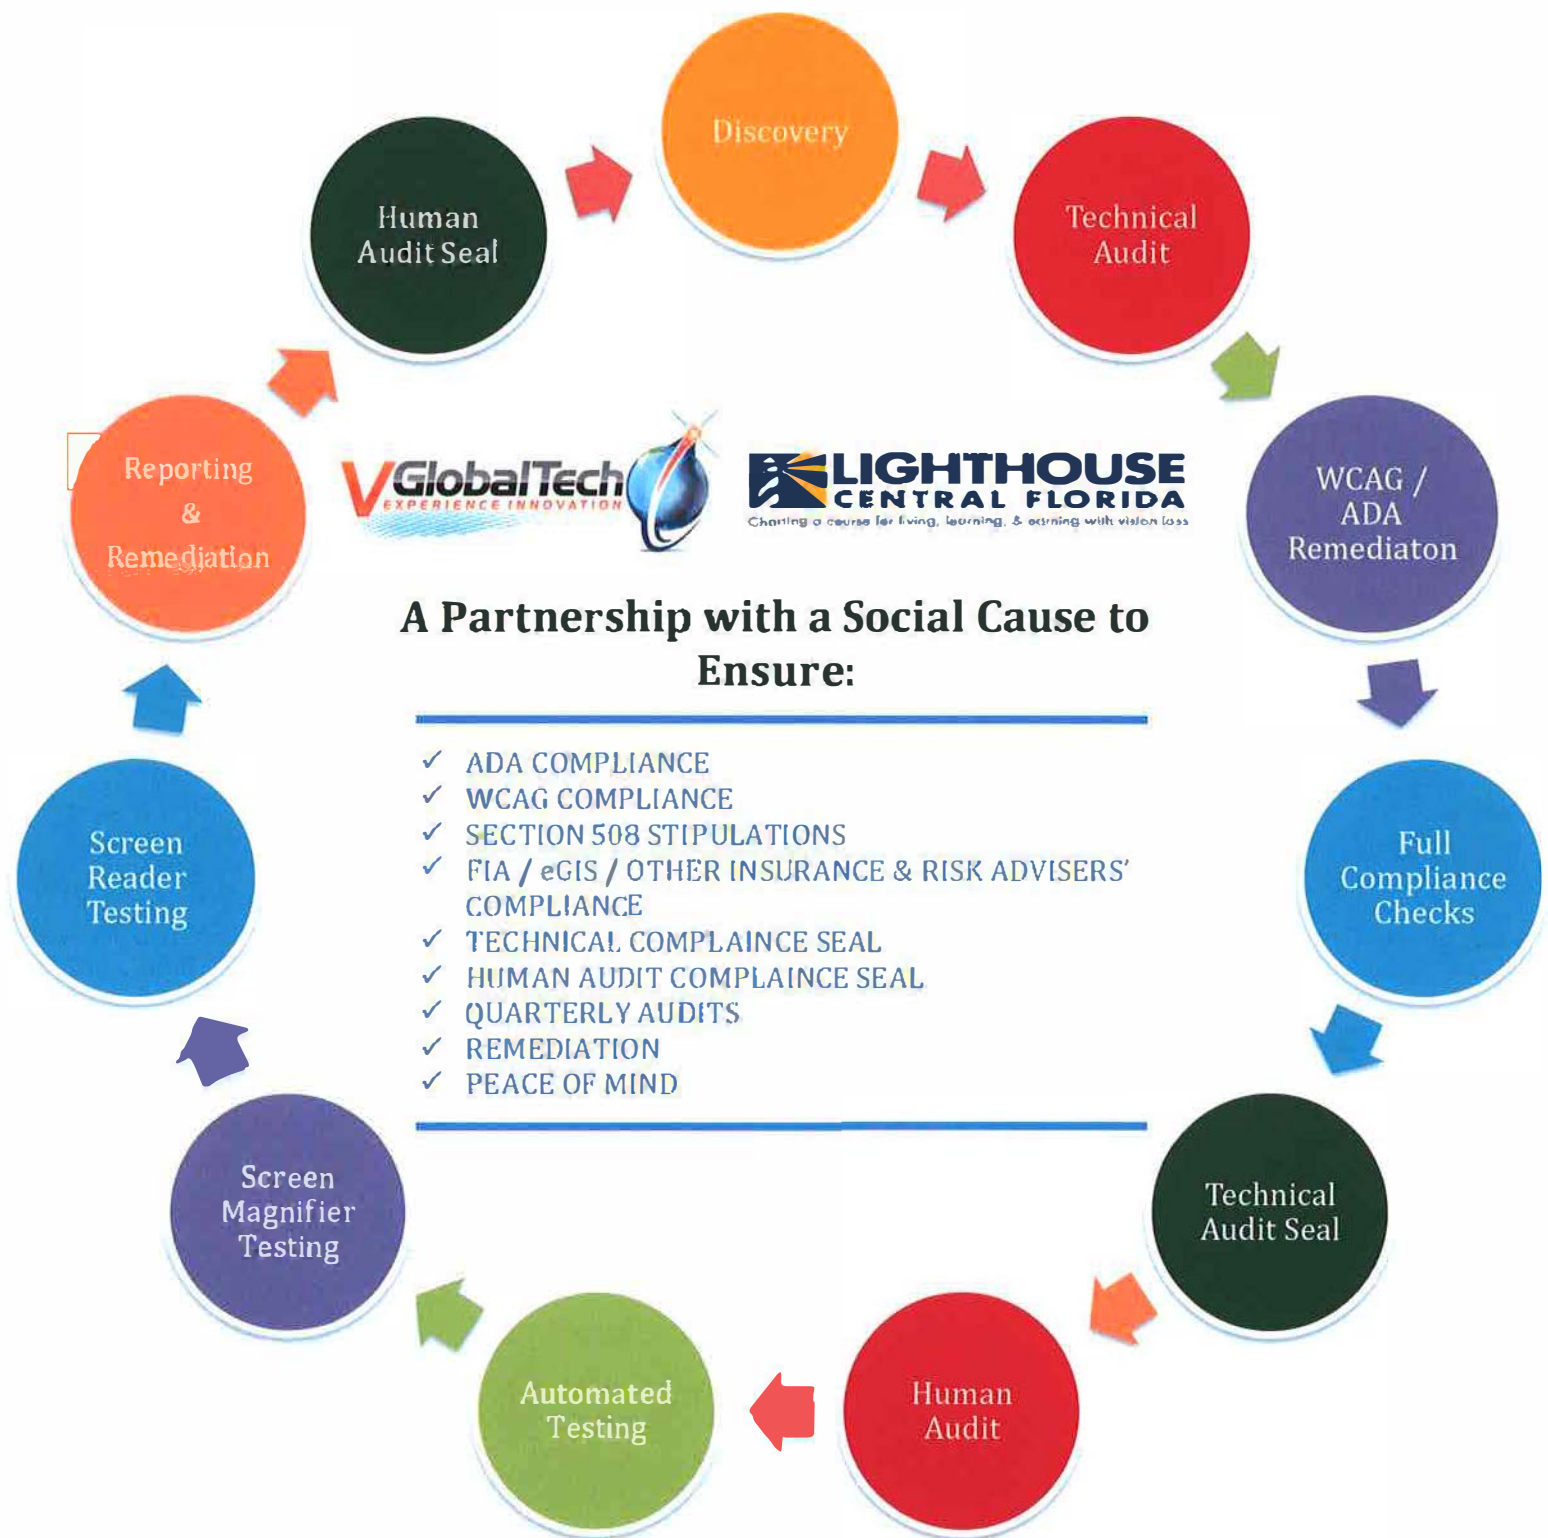 Discovery
Technical
Audit
WCAG /
ADA
Remediaton
Full
Compliance
Checks
Technical
Audit Seal
Human
Audit
Automated
Testing
Screen
Magnifier
Testing
Screen
Reader
Testing
Reporting
&
Remediation
Human
Audit Seal
VGlobalTech
EXPERIENCE INNOVATION
LIGHTHOUSE
CENTRAL FLORIDA
Charting a course for living, learning, & earning with vision loss
A Partnership with a Social Cause to
Ensure:
✓ ADA COMPLIANCE
✓ WCAG COMPLIANCE
✓ SECTION 508 STIPULATIONS
✓ FIA / eGIS / OTHER INSURANCE & RISK ADVISERS'
COMPLIANCE
✓ TECHNICAL COMPLAINCE SEAL
✓ HUMAN AUDIT COMPLAINCE SEAL
✓ QUARTERLY AUDITS
✓ REMEDIATION
✓ PEACE OF MIND